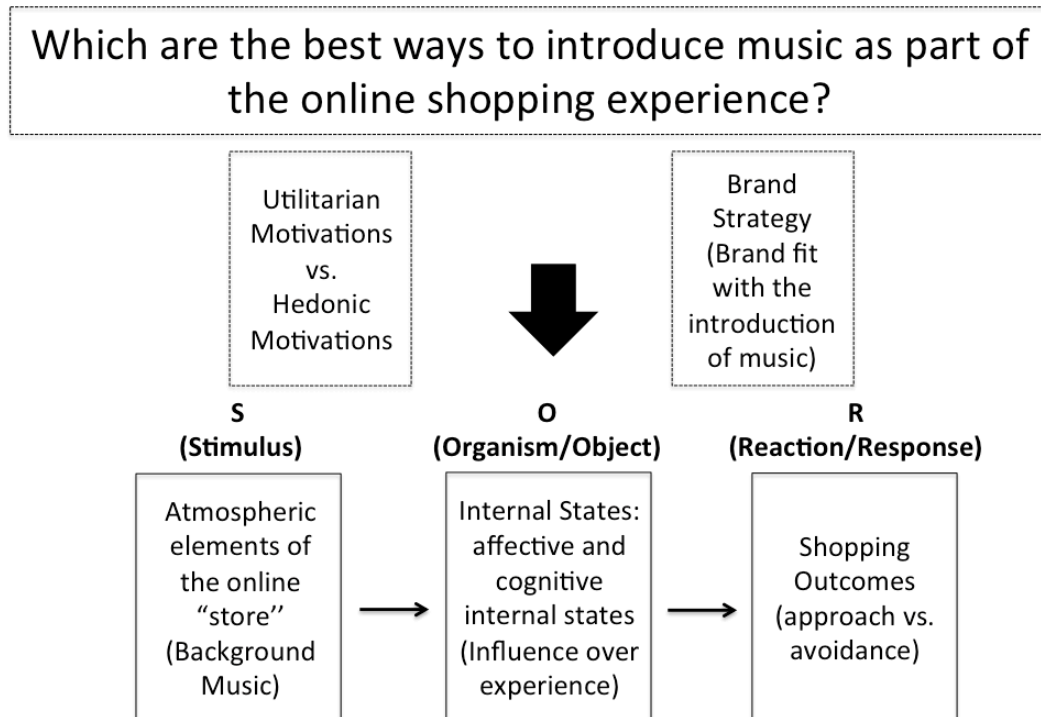 Which are the best ways to introduce music as part of
the online shopping experience?
Utilitarian
Motivations
vs.
Hedonic
Motivations
Brand
Strategy
(Brand fit
with the
introduction
of music)
S
(Stimulus)
O
(Organism/Object)
R
(Reaction/Response)
Atmospheric
elements of
the online
“store’’
(Background
Music)
Internal States:
affective and
cognitive
internal states
(Influence over
experience)
Shopping
Outcomes
(approach vs.
avoidance)